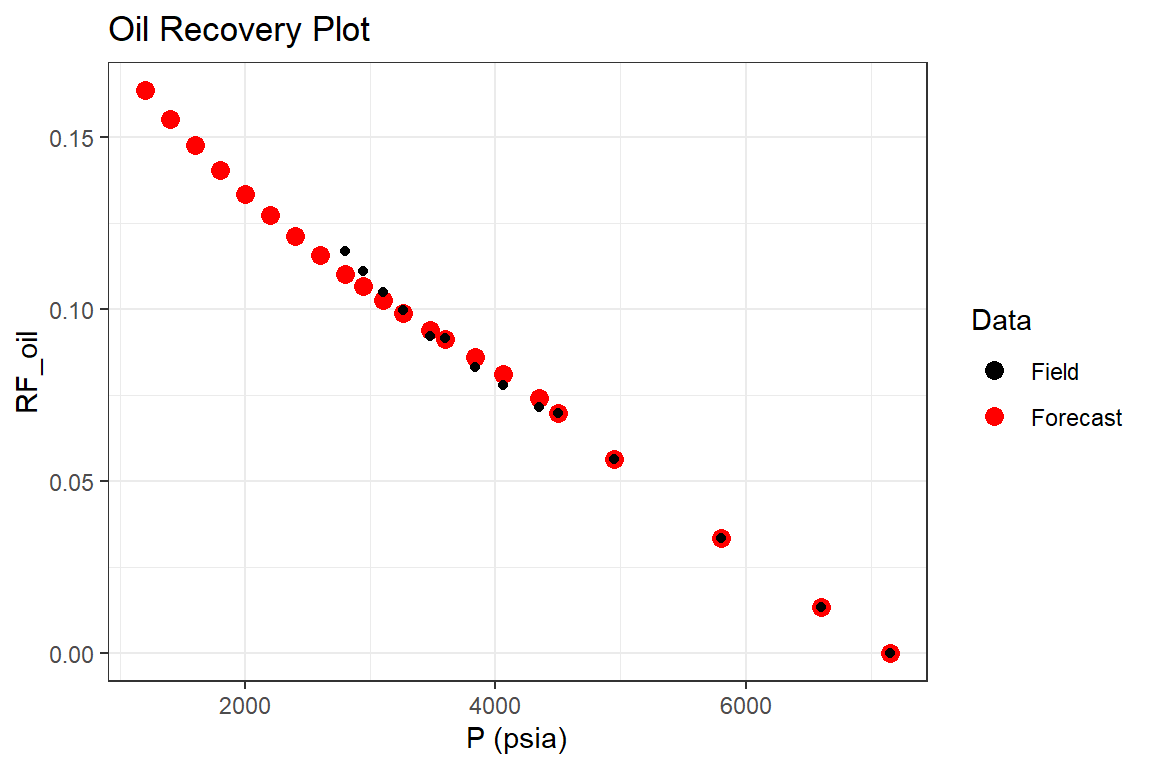 Oil Recovery Plot
0.15
0.10
0.05
0.00
RF_oil
2000 4000 6000
P (psia)
Data
Field
Forecast